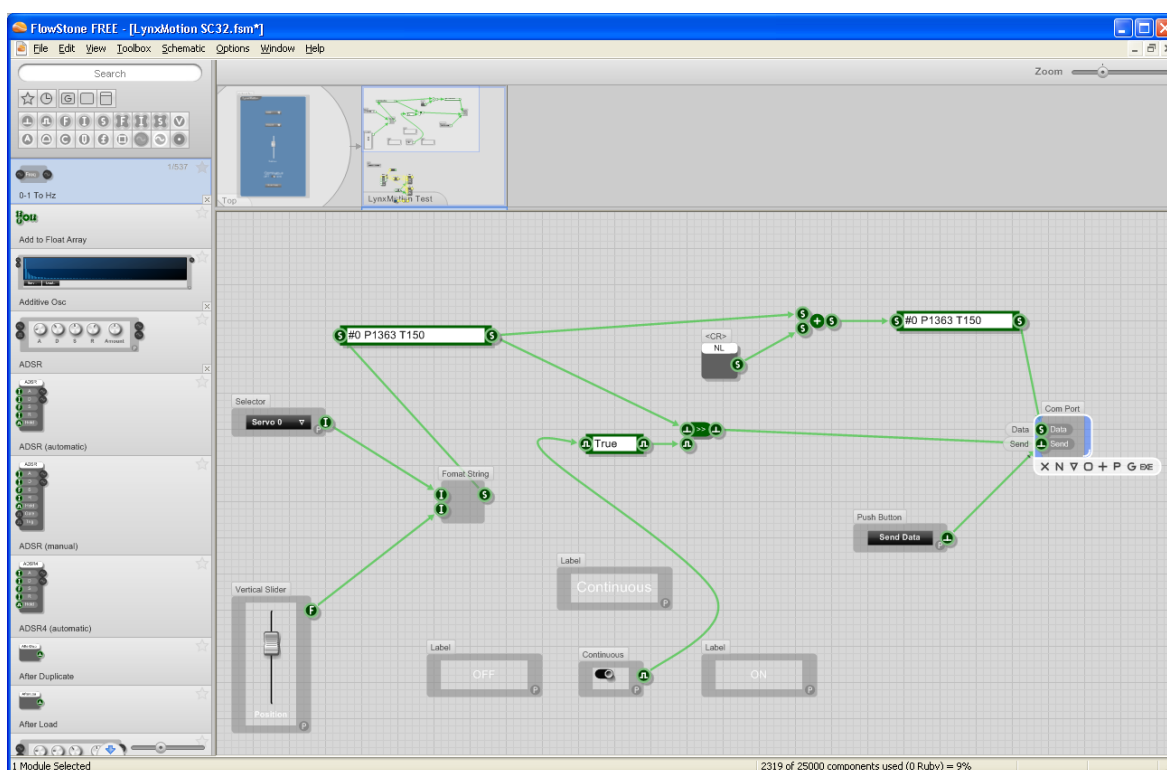 FlowStone FREE - [LynxMotion SC32.fsm*]
File Edit View Toolbox Schematic Options Window Help
Search
Zoom
1/537
0-1 To Hz
Add to Float Array
Additive Osc
A D S R Amount
ADSR
ADSR (automatic)
ADSR (manual)
ADSR4 (automatic)
After Duplicate
After Load
Top
LynxMotion Test
#0 P1363 T150
<CR>
NL
#0 P1363 T150
Selector
Servo 0
True
Com Port
Data Data
Send Send
X N P G
Fomat String
Push Button
Send Data
Label
Continuous
Vertical Slider
Position
Label
OFF
Continuous
Label
ON
1 Module Selected
2319 of 25000 components used (0 Ruby) = 9%